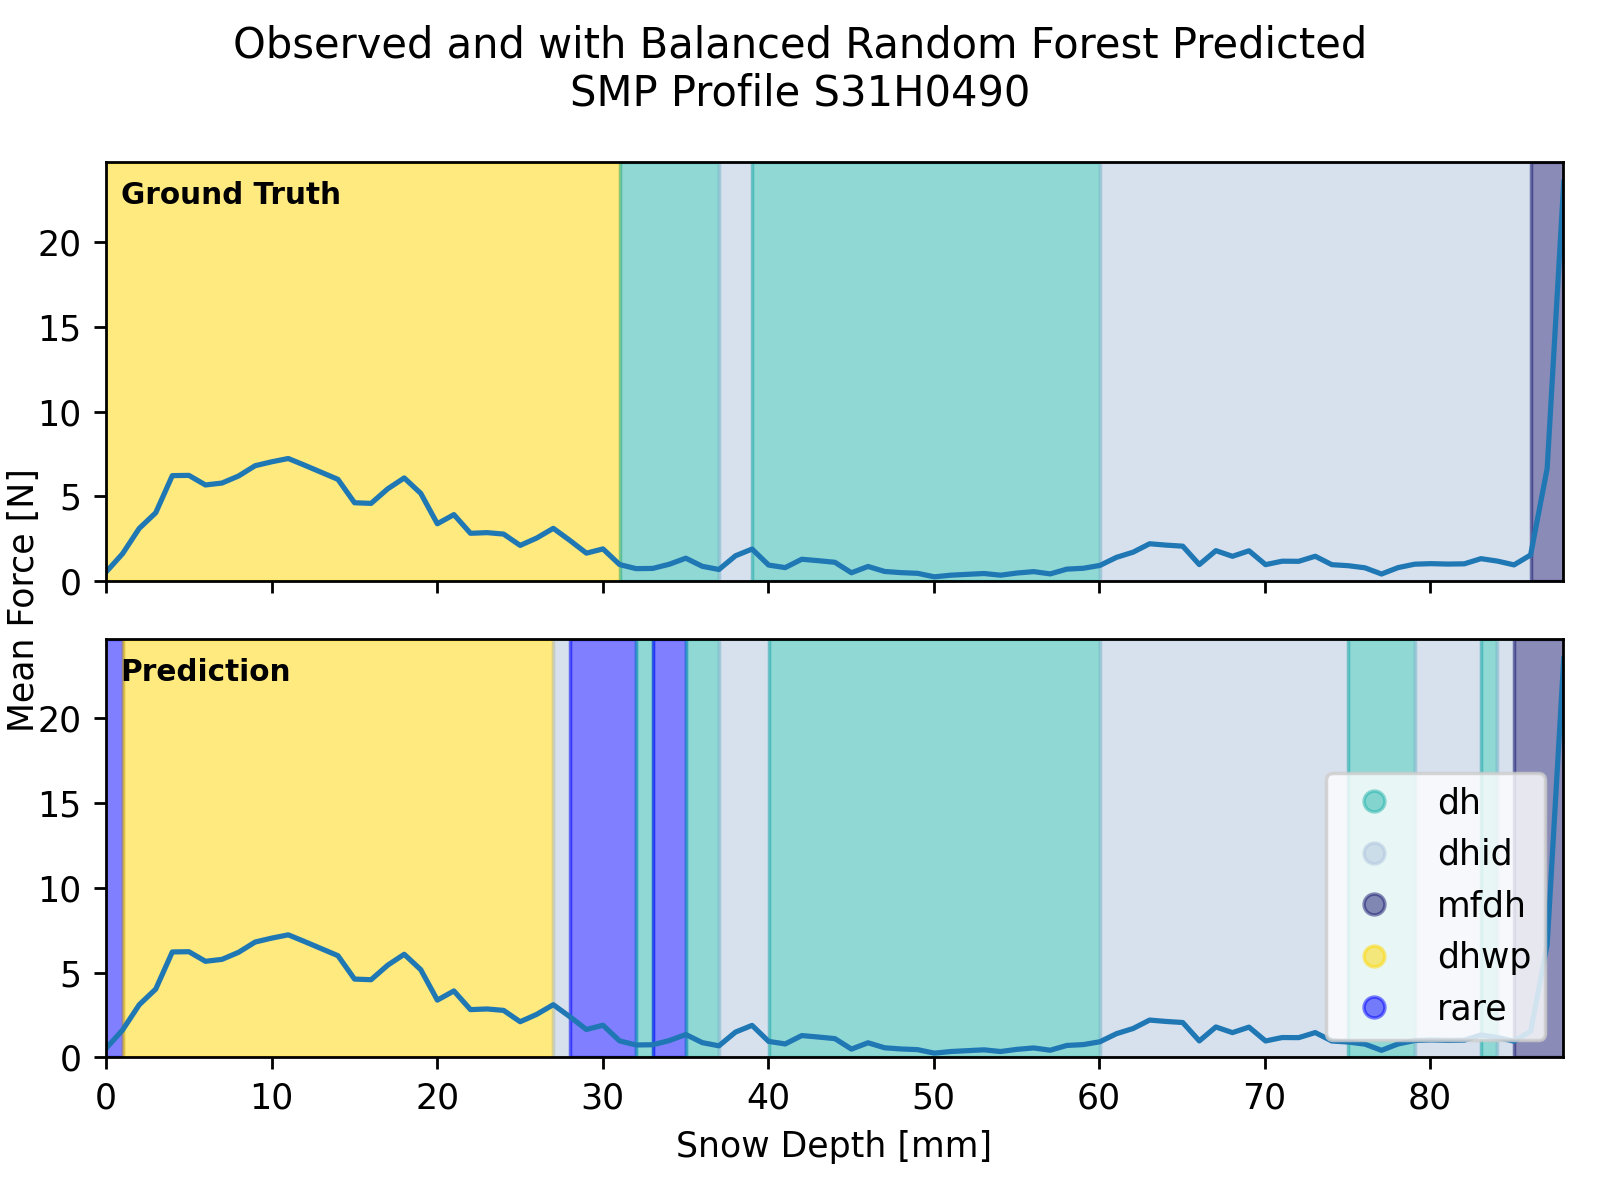 Observed and with Balanced Random Forest Predicted
SMP Profile S31H0490
Ground Truth
20
15
10
5
0
Mean Force [N]
Prediction
20
15
10
5
0
dh
dhid
mfdh
dhwp
rare
0 10 20 30 40 50 60 70 80
Snow Depth [mm]